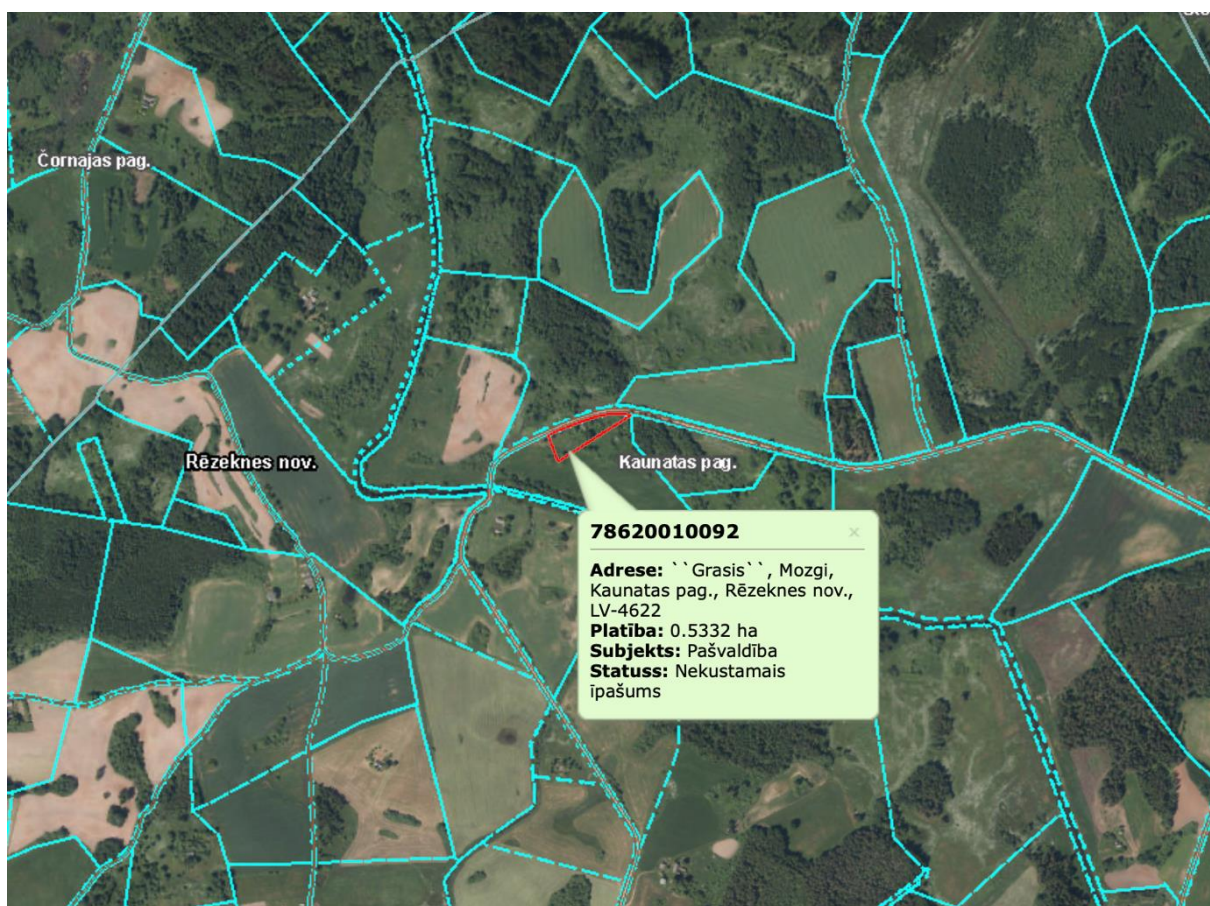 Čornajas pag.
Rēzeknes nov.
Kaunatas pag.
78620010092
×
Adrese: ``Grasis``, Mozgi,
Kaunatas pag., Rēzeknes nov.,
LV-4622
Platība: 0.5332 ha
Subjekts: Pašvaldība
Statuss: Nekustamais
īpašums